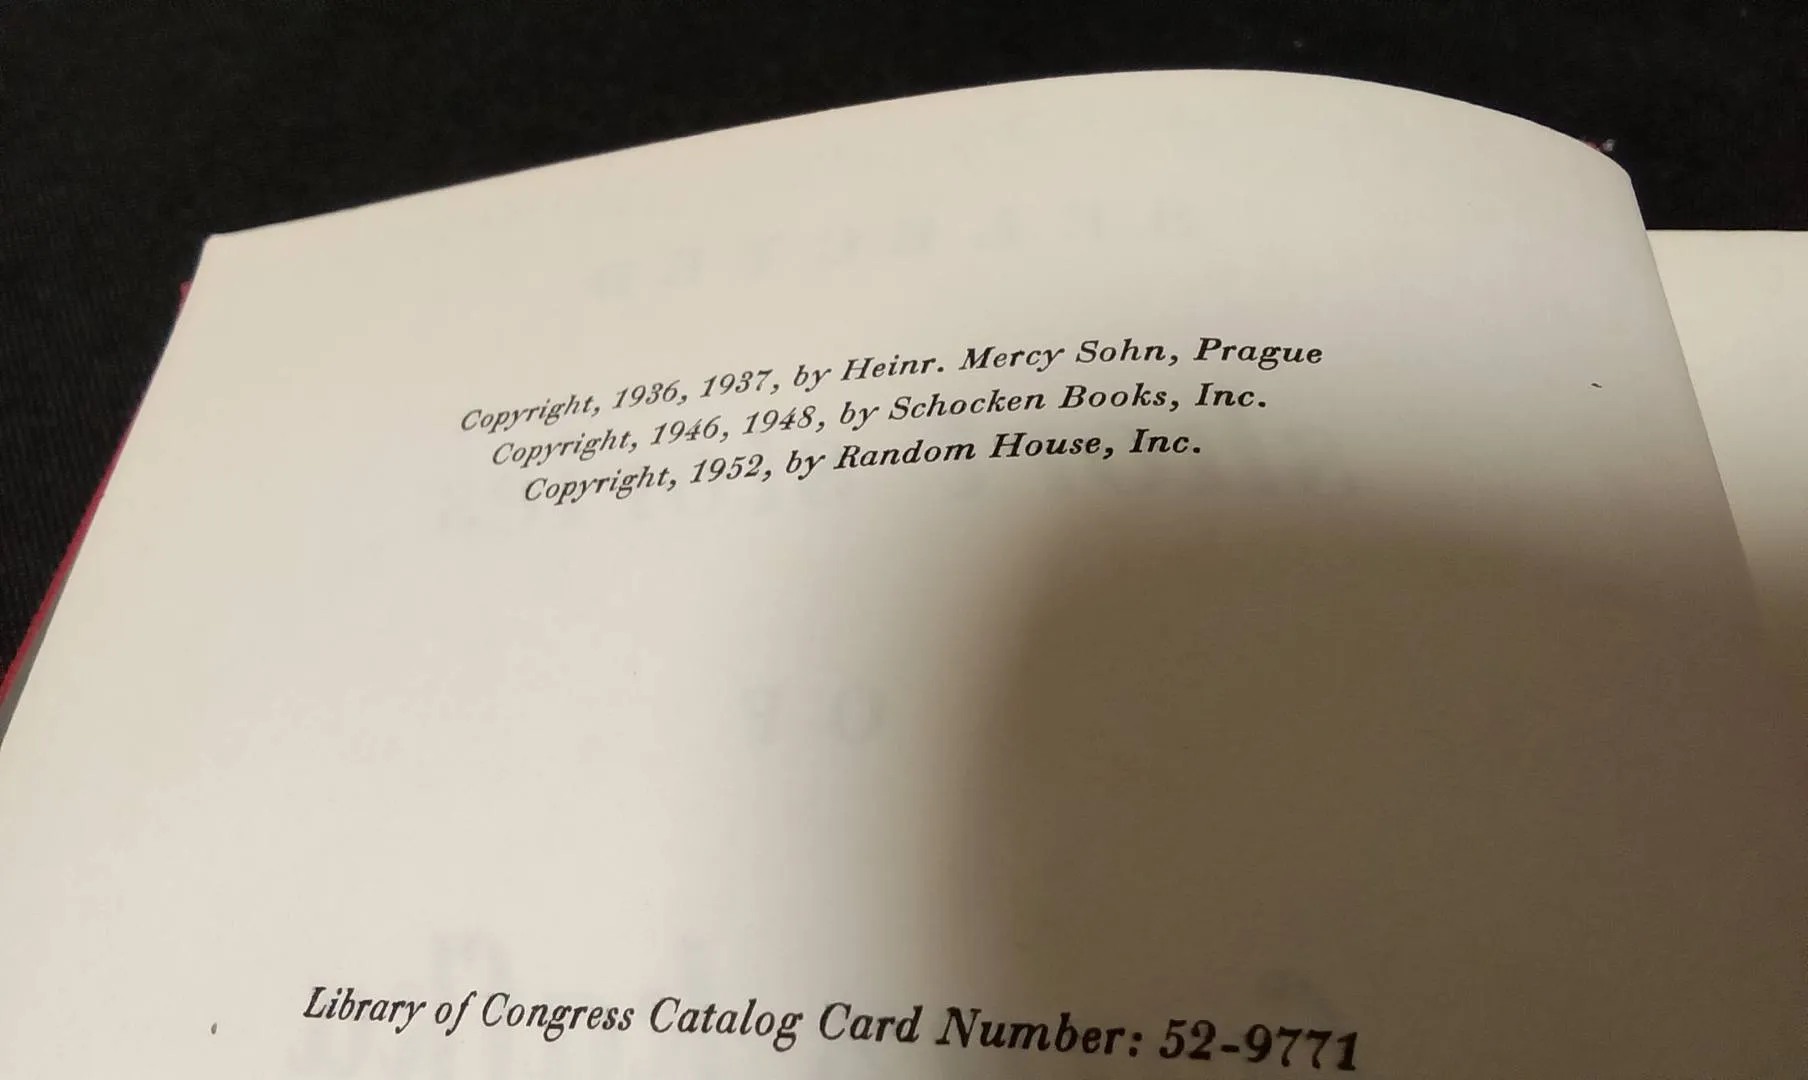 Copyright, 1936, 1937, by Heinr. Mercy Sohn, Prague
Copyright, 1946, 1948, by Schocken Books, Inc.
Copyright, 1952, by Random House, Inc.
Library of Congress Catalog Card Number: 52-9771